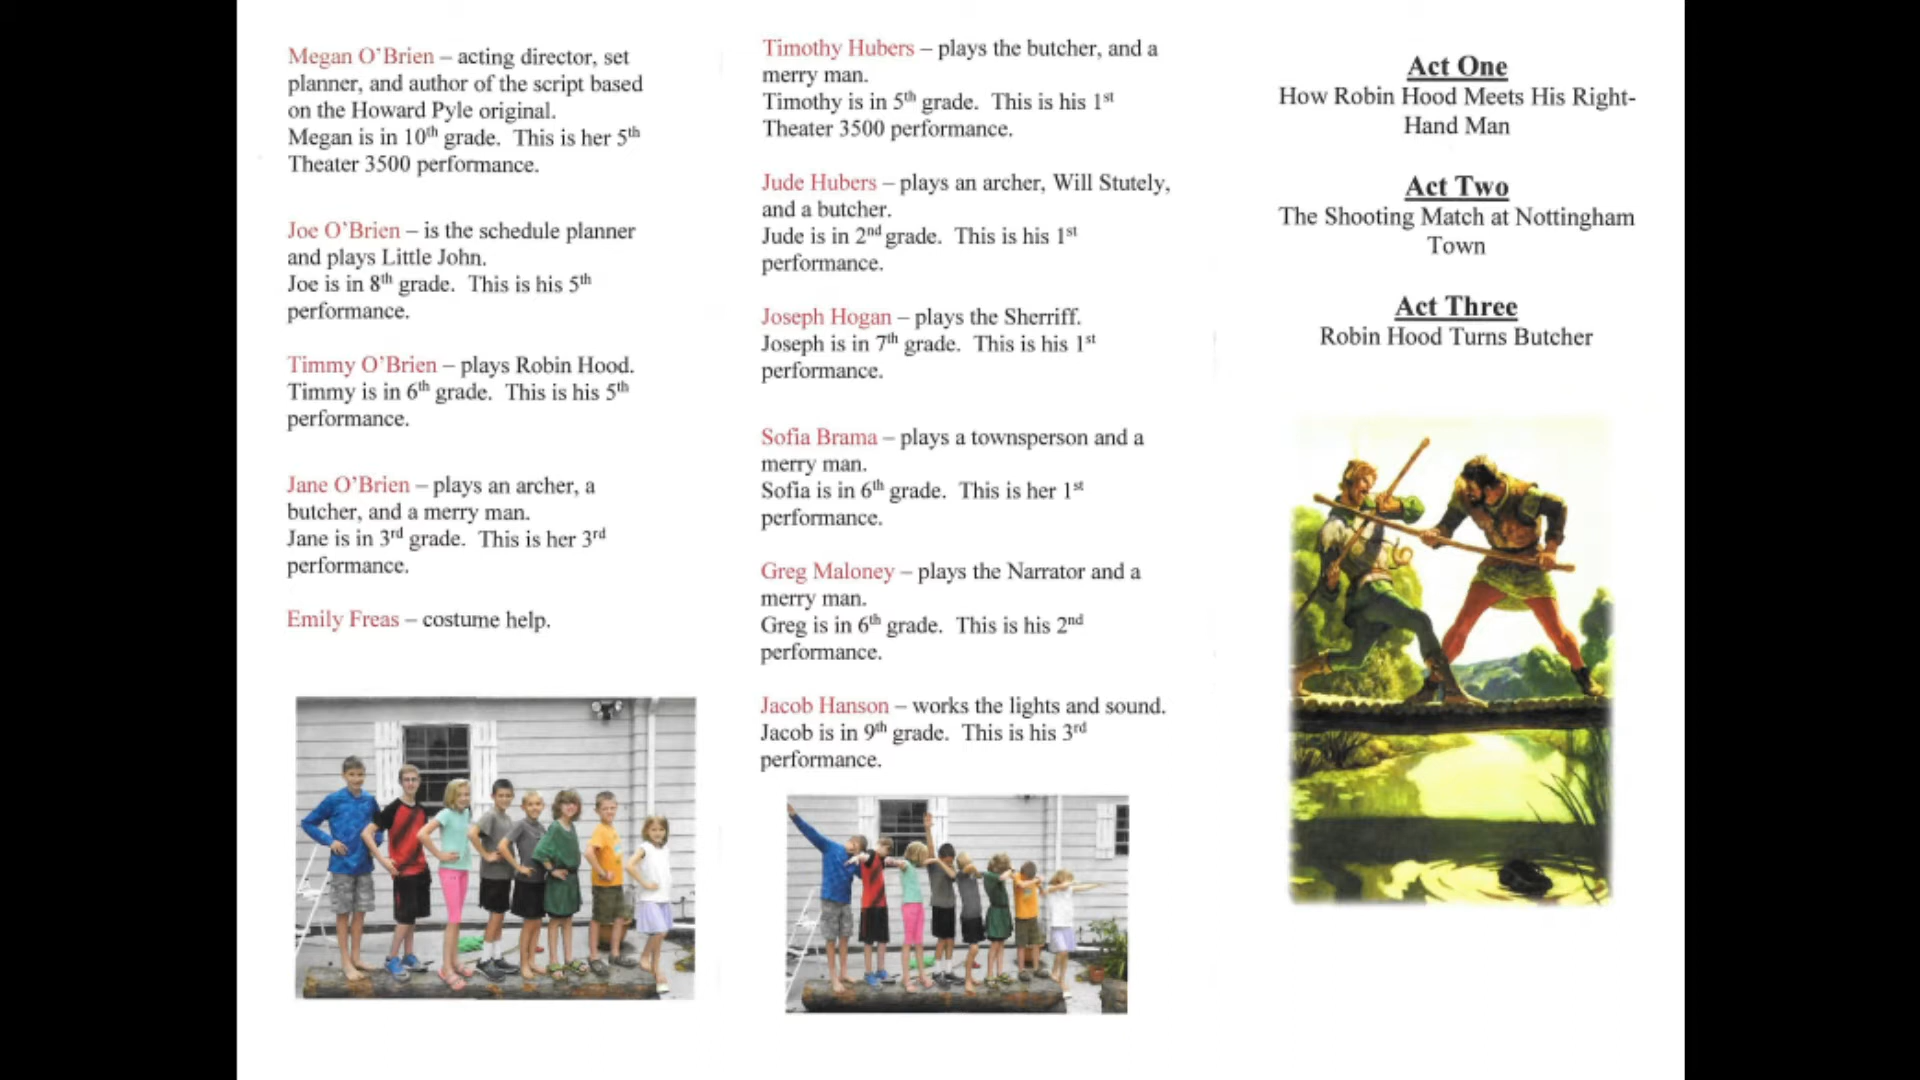 Megan O'Brien – acting director, set
planner, and author of the script based
on the Howard Pyle original.
Megan is in 10th grade. This is her 5th
Theater 3500 performance.
Joe O'Brien – is the schedule planner
and plays Little John.
Joe is in 8th grade. This is his 5th
performance.
Timmy O'Brien – plays Robin Hood.
Timmy is in 6th grade. This is his 5th
performance.
Jane O'Brien – plays an archer, a
butcher, and a merry man.
Jane is in 3rd grade. This is her 3rd
performance.
Emily Freas – costume help.
Timothy Hubers – plays the butcher, and a
merry man.
Timothy is in 5th grade. This is his 1st
Theater 3500 performance.
Jude Hubers – plays an archer, Will Stutely,
and a butcher.
Jude is in 2nd grade. This is his 1st
performance.
Joseph Hogan – plays the Sherriff.
Joseph is in 7th grade. This is his 1st
performance.
Sofia Brama – plays a townsperson and a
merry man.
Sofia is in 6th grade. This is her 1st
performance.
Greg Maloney – plays the Narrator and a
merry man.
Greg is in 6th grade. This is his 2nd
performance.
Jacob Hanson – works the lights and sound.
Jacob is in 9th grade. This is his 3rd
performance.
Act One
How Robin Hood Meets His Right-
Hand Man
Act Two
The Shooting Match at Nottingham
Town
Act Three
Robin Hood Turns Butcher